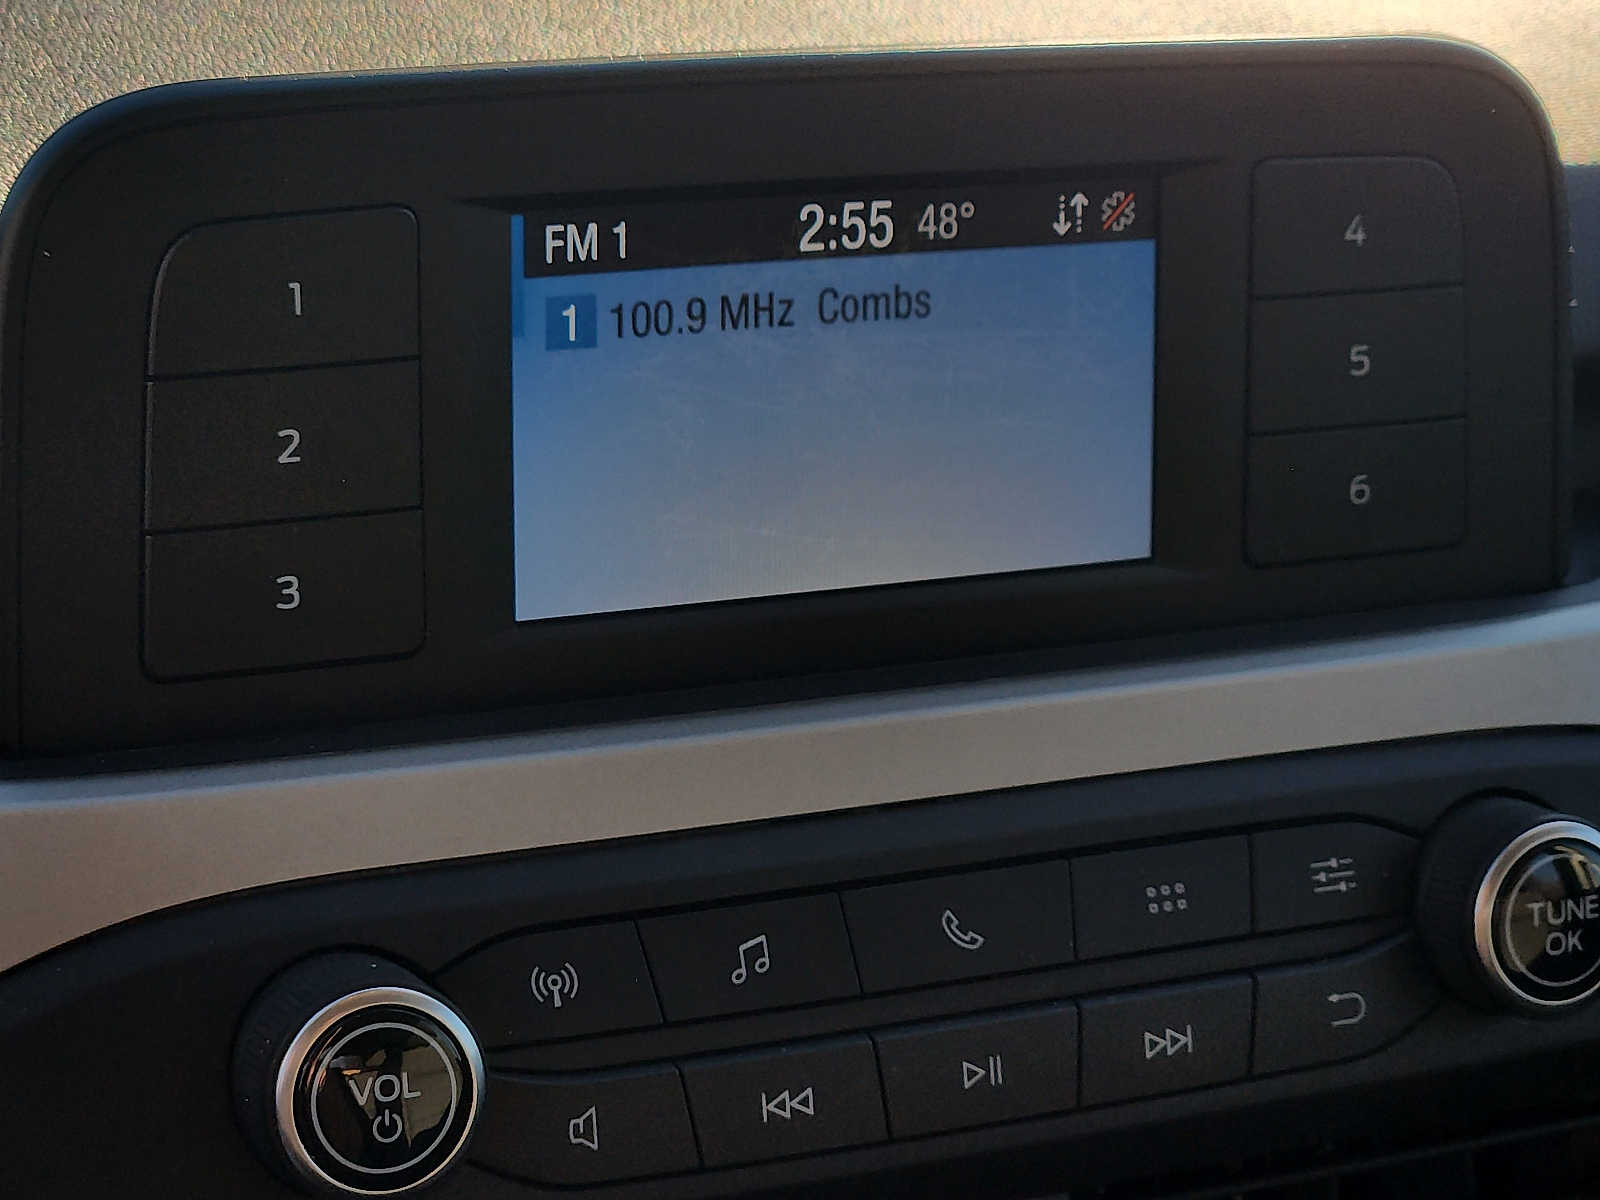 FM 1 2:55 48°
1 100.9 MHz Combs
1
2
3
4
5
6
VOL
TUNE
OK